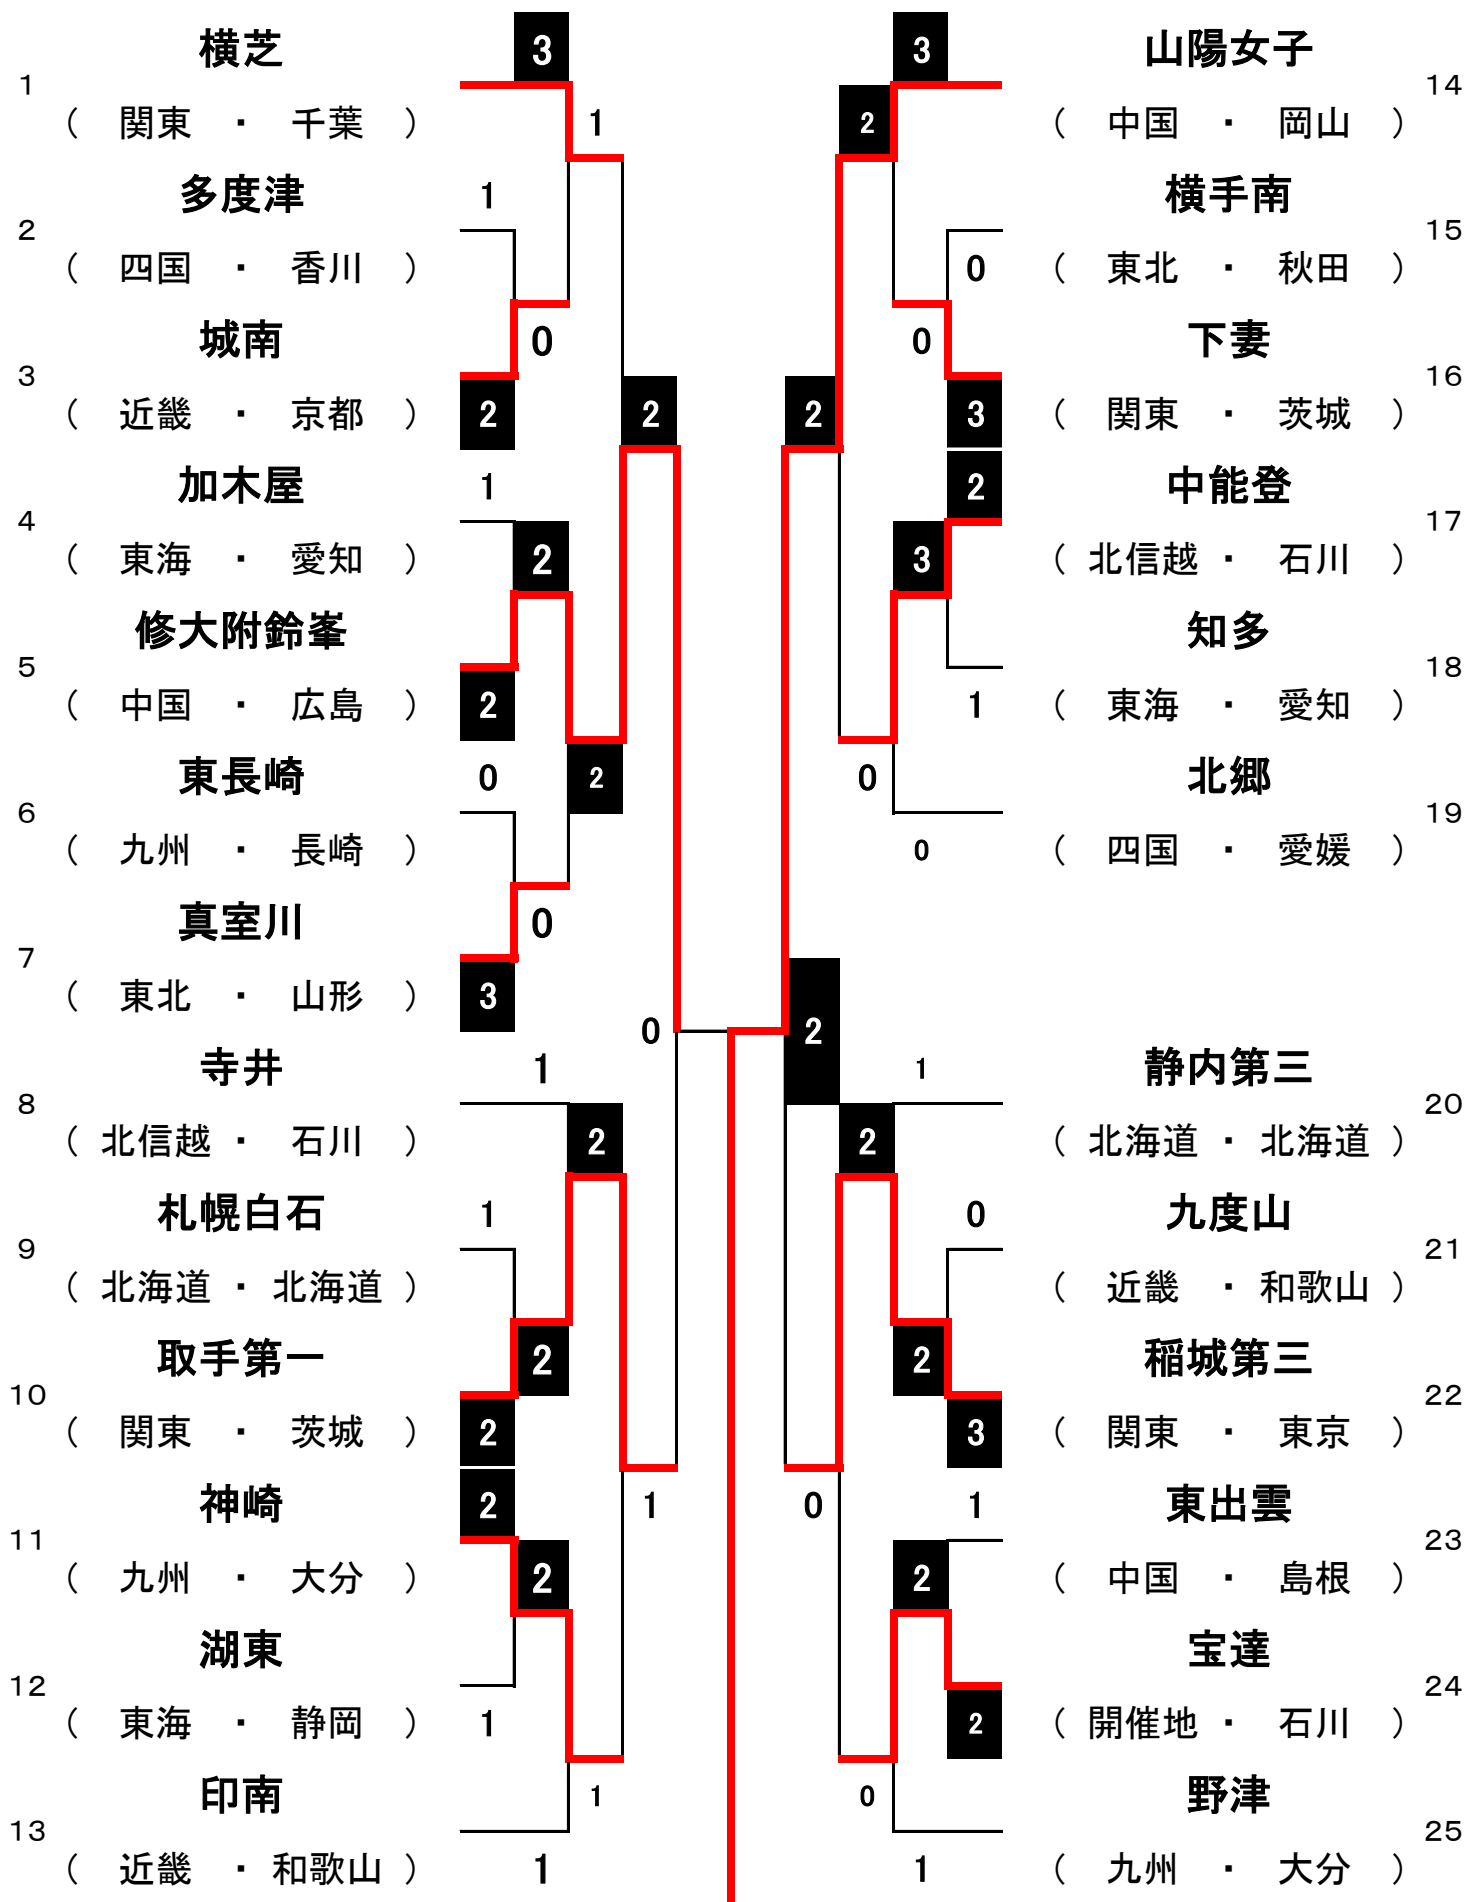 横芝 3 3 山陽女子
1 14
( 関東 ・ 千葉 ) 1 2 ( 中国 ・ 岡山 )
多度津 1 横手南
2 15
( 四国 ・ 香川 ) 0 ( 東北 ・ 秋田 )
城南 0 0 下妻
3 16
( 近畿 ・ 京都 ) 2 2 2 3 ( 関東 ・ 茨城 )
加木屋 1 2 中能登
4 17
( 東海 ・ 愛知 ) 2 3 ( 北信越 ・ 石川 )
修大附鈴峯 知多
5 18
( 中国 ・ 広島 ) 2 1 ( 東海 ・ 愛知 )
東長崎 0 2 0 北郷
6 19
( 九州 ・ 長崎 ) 0 ( 四国 ・ 愛媛 )
真室川 0
7
( 東北 ・ 山形 ) 3
0 2
寺井 1 1 静内第三
8 20
( 北信越 ・ 石川 ) 2 2 ( 北海道 ・ 北海道 )
札幌白石 1 0 九度山
9 21
( 北海道 ・ 北海道 ) ( 近畿 ・ 和歌山 )
取手第一 2 2 稲城第三
10 22
( 関東 ・ 茨城 ) 2 3 ( 関東 ・ 東京 )
神崎 2 1 0 1 東出雲
11 23
( 九州 ・ 大分 ) 2 2 ( 中国 ・ 島根 )
湖東 宝達
12 24
( 東海 ・ 静岡 ) 1 2 ( 開催地 ・ 石川 )
印南 1 0 野津
13 25
( 近畿 ・ 和歌山 ) 1 1 ( 九州 ・ 大分 )